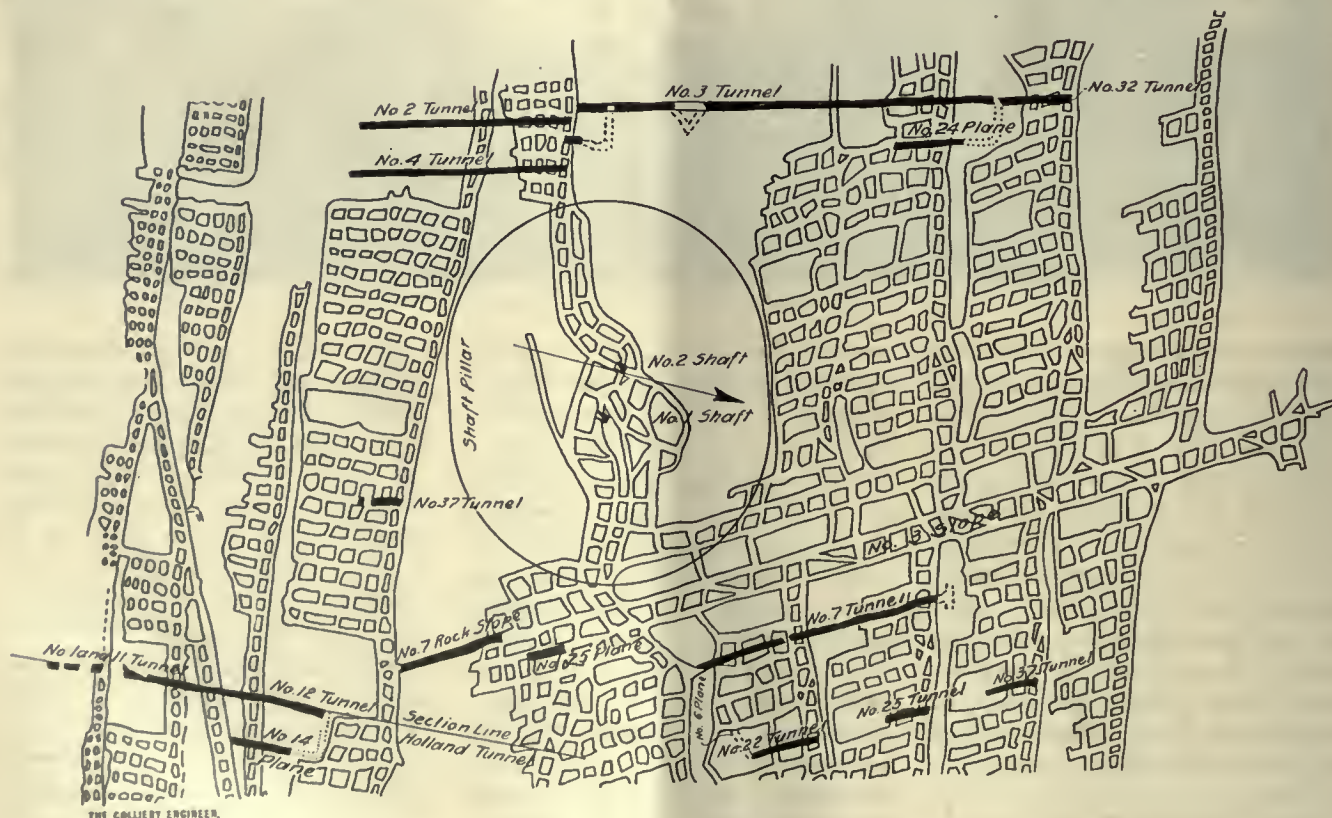 No. 2 Tunnel
No. 3 Tunnel
No. 32 Tunnel
No. 24 Plane
No. 4 Tunnel
Shaft Pillar
No. 2 Shaft
No. 1 Shaft
No 37 Tunnel
No. 3 Slope
No. 7 Tunnel
No. 7 Rock Slope
No. 25 Plane
No. 1 and 11 Tunnel
No. 37 Tunnel
No. 12 Tunnel
No. 6 Plane
No. 25 Tunnel
Section Line
Holland Tunnel
No. 14
Plane
No. 22 Tunnel
THE COLLIERY ENGINEER.